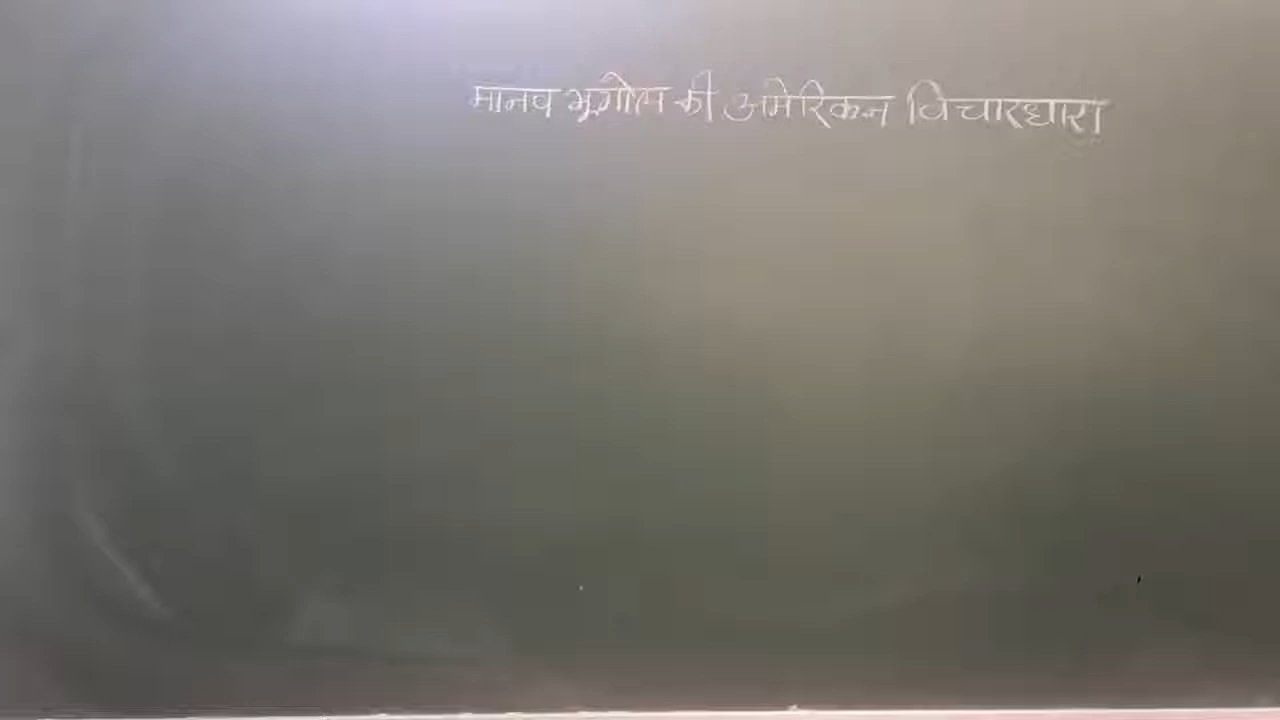 मानव भूगोल की अमेरिकन विचारधारा